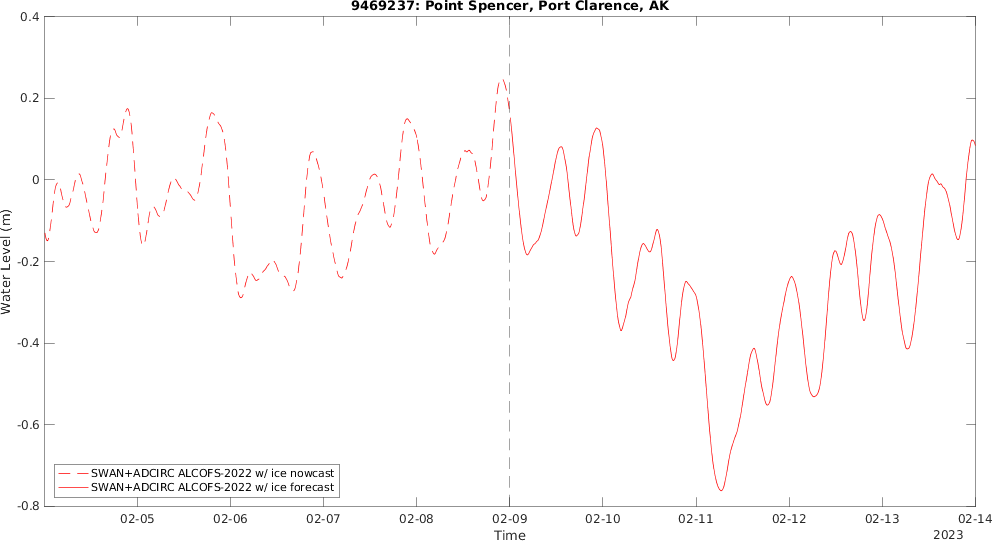 9469237: Point Spencer, Port Clarence, AK
0.4
0.2
0
-0.2
-0.4
-0.6
-0.8
Water Level (m)
SWAN+ADCIRC ALCOFS-2022 w/ ice nowcast
SWAN+ADCIRC ALCOFS-2022 w/ ice forecast
02-05 02-06 02-07 02-08 02-09 02-10 02-11 02-12 02-13 02-14
Time
2023